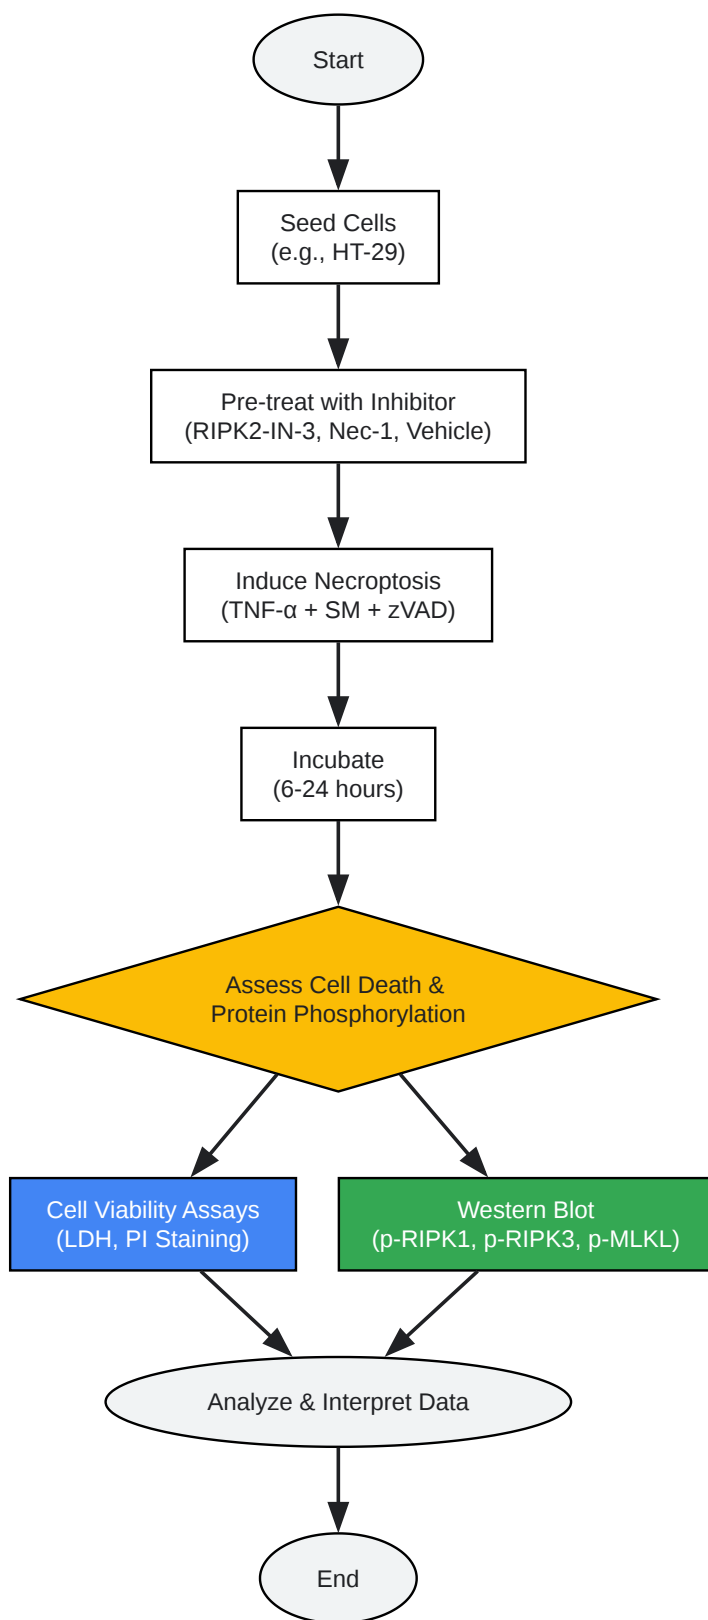 Start
Seed Cells
(e.g., HT-29)
Pre-treat with Inhibitor
(RIPK2-IN-3, Nec-1, Vehicle)
Induce Necroptosis
(TNF-α + SM + zVAD)
Incubate
(6-24 hours)
Assess Cell Death &
Protein Phosphorylation
Cell Viability Assays
(LDH, PI Staining)
Western Blot
(p-RIPK1, p-RIPK3, p-MLKL)
Analyze & Interpret Data
End